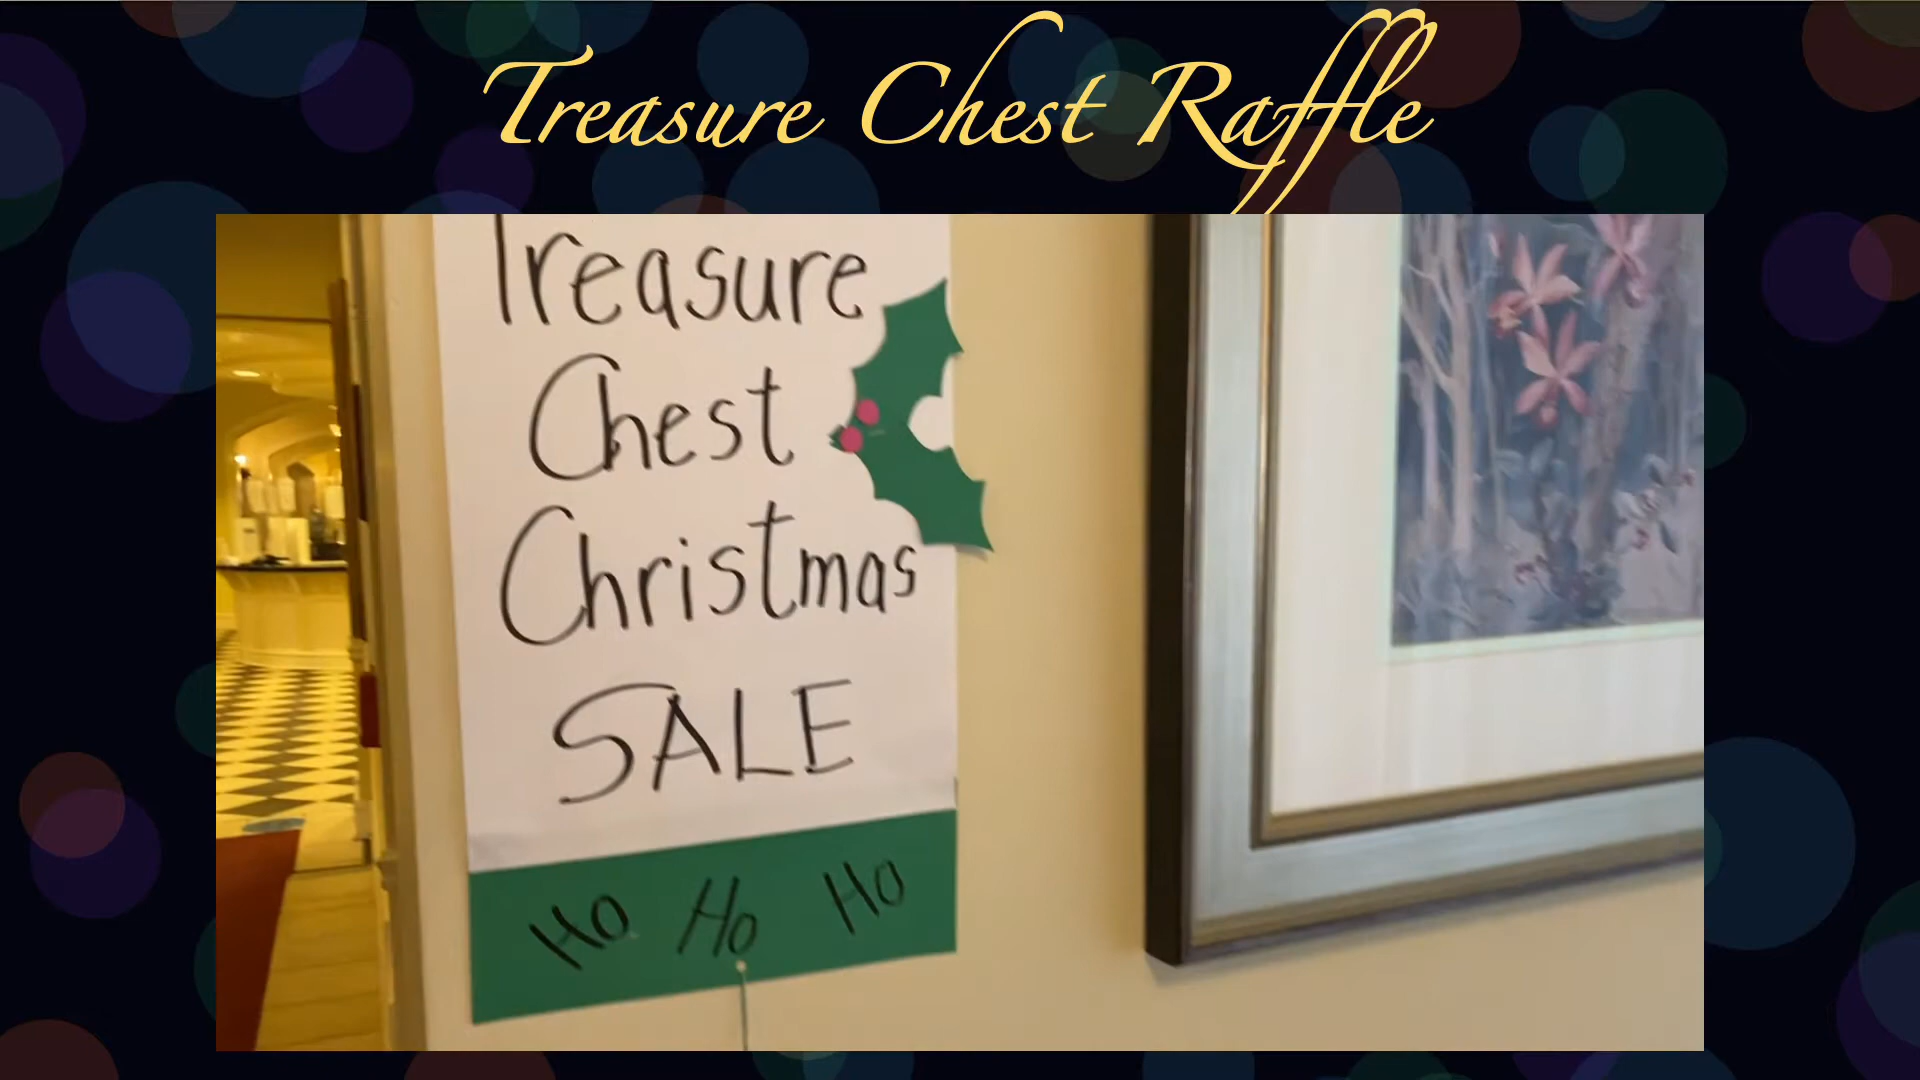 Treasure Chest Raffle
Treasure
Chest
Christmas
SALE
Ho Ho Ho